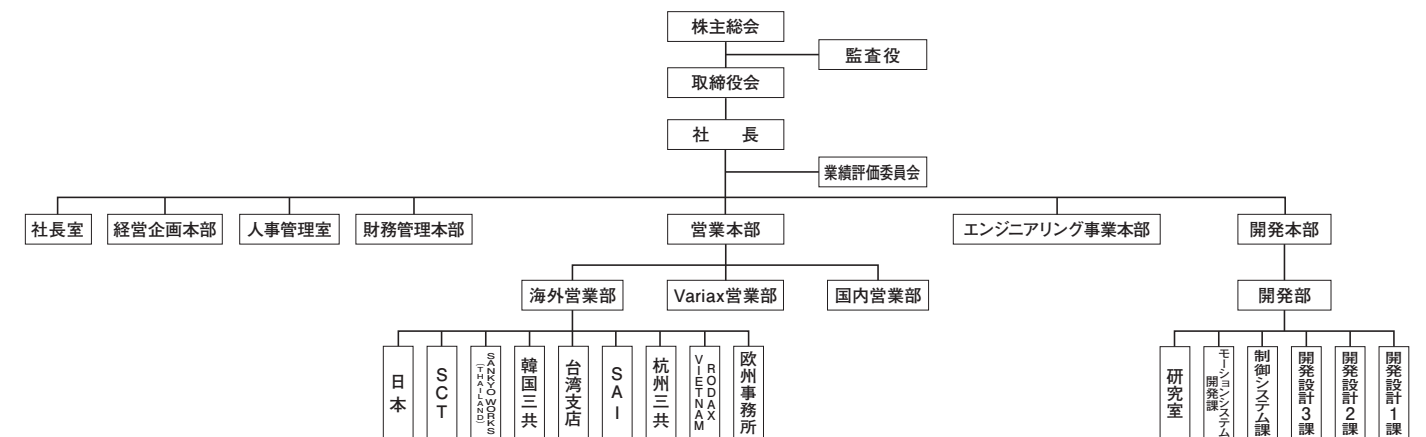 株主総会
監査役
取締役会
社　長
業績評価委員会
社長室
経営企画本部
人事管理室
財務管理本部
営業本部
エンジニアリング事業本部
開発本部
海外営業部
Variax営業部
国内営業部
開発部
日本
SCT
SANKYO WORKS
(THAILAND)
韓国三共
台湾支店
SAI
杭州三共
RODAX
VIETNAM
欧州事務所
研究室
モーションシステム
開発課
制御システム課
開発設計3課
開発設計2課
開発設計1課